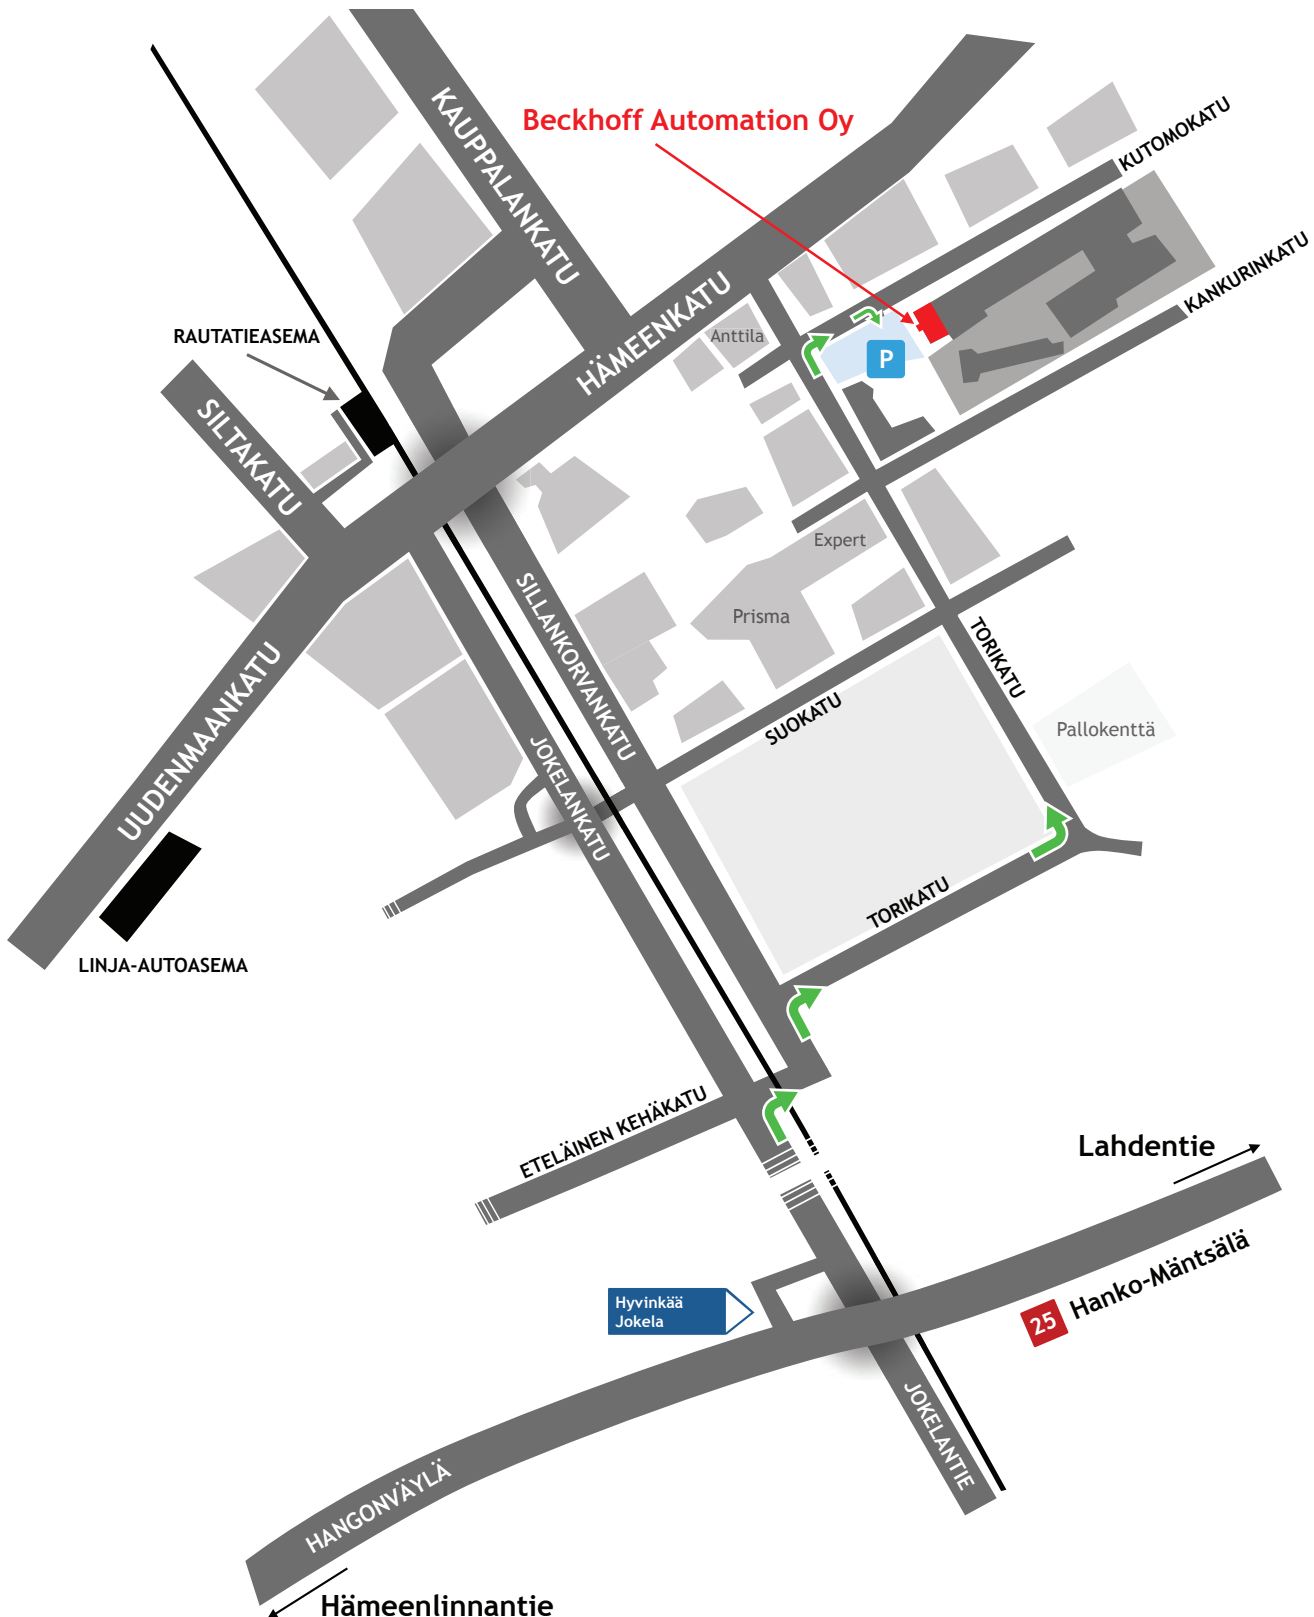 KAUPPALANKATU
Beckhoff Automation Oy
KUTOMOKATU
KANKURINKATU
HÄMEENKATU
RAUTATIEASEMA
Anttila
P
SILTAKATU
Expert
SILLANKORVANKATU
Prisma
TORIKATU
UUDENMAANKATU
SUOKATU
Pallokenttä
JOKELANKATU
TORIKATU
LINJA-AUTOASEMA
ETELÄINEN KEHÄKATU
Lahdentie
Hanko-Mäntsälä
25
Hyvinkää
Jokela
JOKELANTIE
HANGONVÄYLÄ
Hämeenlinnantie